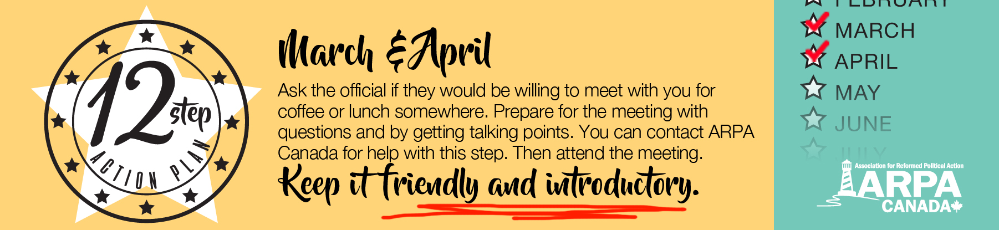 12
step
ACTION PLAN
March & April
Ask the official if they would be willing to meet with you for
coffee or lunch somewhere. Prepare for the meeting with
questions and by getting talking points. You can contact ARPA
Canada for help with this step. Then attend the meeting.
Keep it friendly and introductory.
FEBRUARY
MARCH
APRIL
MAY
JUNE
JULY
Association for Reformed Political Action
ARPA
CANADA